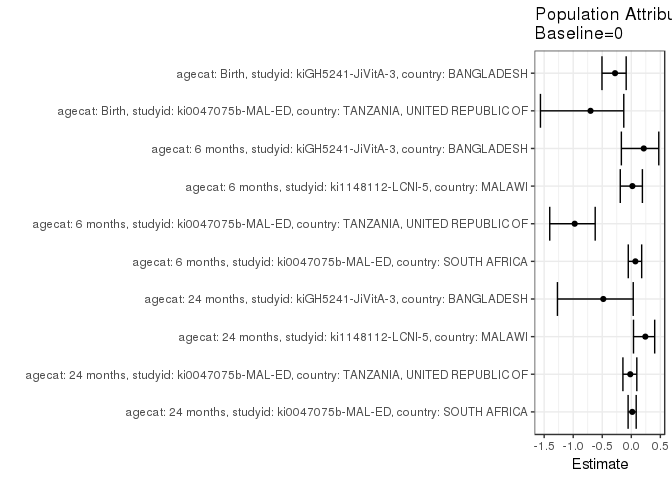 Population Attribu
Baseline=0
agecat: Birth, studyid: kiGH5241-JiVitA-3, country: BANGLADESH
agecat: Birth, studyid: ki0047075b-MAL-ED, country: TANZANIA, UNITED REPUBLIC OF
agecat: 6 months, studyid: kiGH5241-JiVitA-3, country: BANGLADESH
agecat: 6 months, studyid: ki1148112-LCNI-5, country: MALAWI
agecat: 6 months, studyid: ki0047075b-MAL-ED, country: TANZANIA, UNITED REPUBLIC OF
agecat: 6 months, studyid: ki0047075b-MAL-ED, country: SOUTH AFRICA
agecat: 24 months, studyid: kiGH5241-JiVitA-3, country: BANGLADESH
agecat: 24 months, studyid: ki1148112-LCNI-5, country: MALAWI
agecat: 24 months, studyid: ki0047075b-MAL-ED, country: TANZANIA, UNITED REPUBLIC OF
agecat: 24 months, studyid: ki0047075b-MAL-ED, country: SOUTH AFRICA
-1.5 -1.0 -0.5 0.0 0.5
Estimate